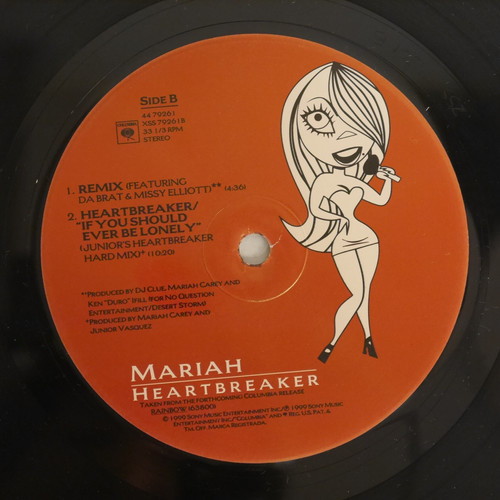 SIDE B
44 79261
XSS 79261B
33 1/3 RPM
STEREO
COLUMBIA
1. REMIX (FEATURING
DA BRAT & MISSY ELLIOTT)** (4:36)
2. HEARTBREAKER/
"IF YOU SHOULD
EVER BE LONELY"
(JUNIOR'S HEARTBREAKER
HARD MIX)* (10:20)
**PRODUCED BY DJ CLUE, MARIAH CAREY AND
KEN "DURO" IFILL (FOR NO QUESTION
ENTERTAINMENT/DESERT STORM)
*PRODUCED BY MARIAH CAREY AND
JUNIOR VASQUEZ
MARIAH
HEARTBREAKER
TAKEN FROM THE FORTHCOMING COLUMBIA RELEASE
RAINBOW (63800)
© 1999 SONY MUSIC ENTERTAINMENT INC./℗ 1999 SONY MUSIC
ENTERTAINMENT INC./"COLUMBIA" AND REG. U.S. PAT. &
TM. OFF. MARCA REGISTRADA.